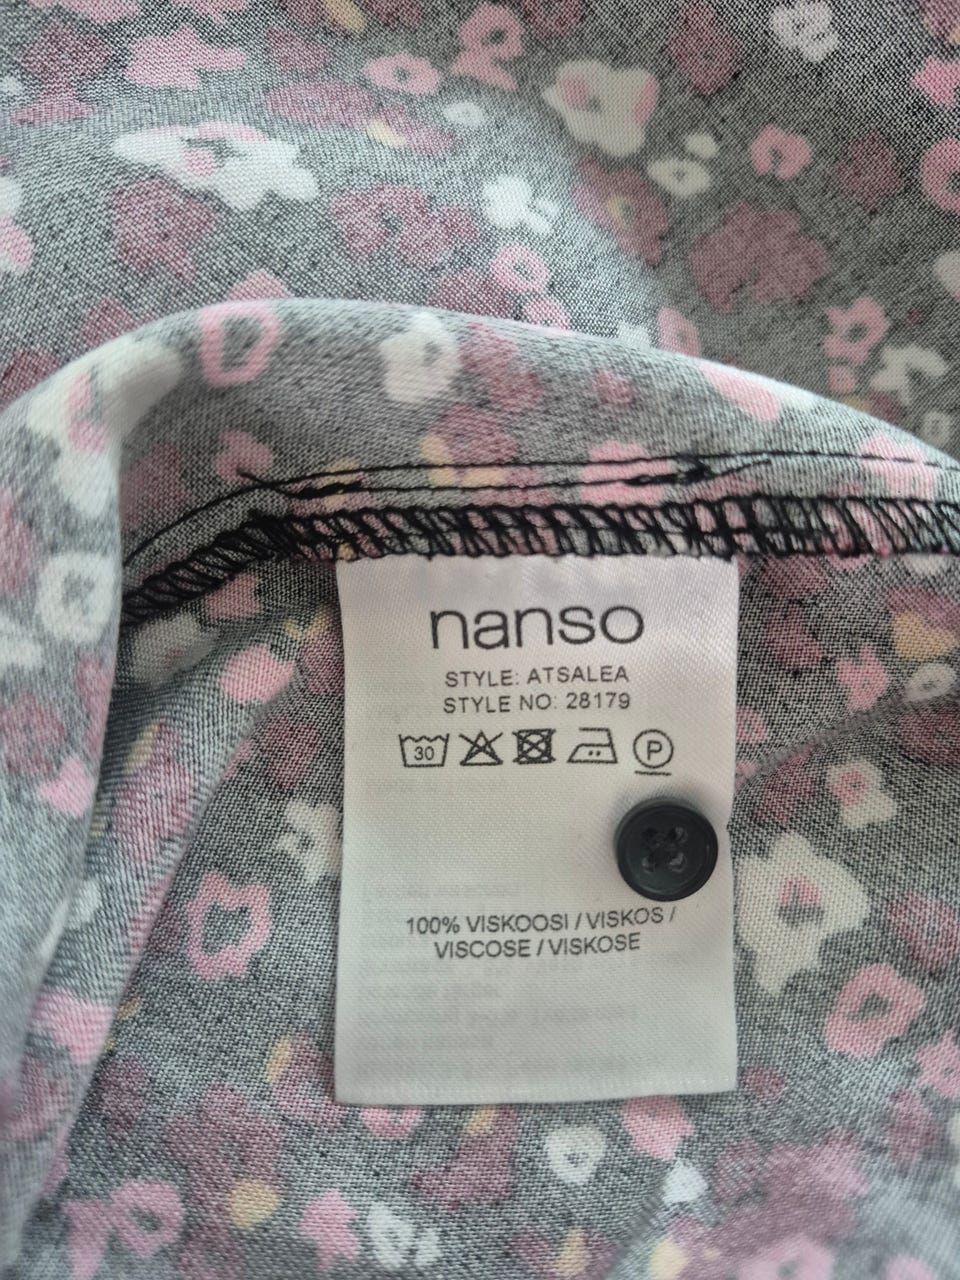 nanso
STYLE: ATSALEA
STYLE NO: 28179
30 P
100% VISKOOSI / VISKOS /
VISCOSE / VISKOSE